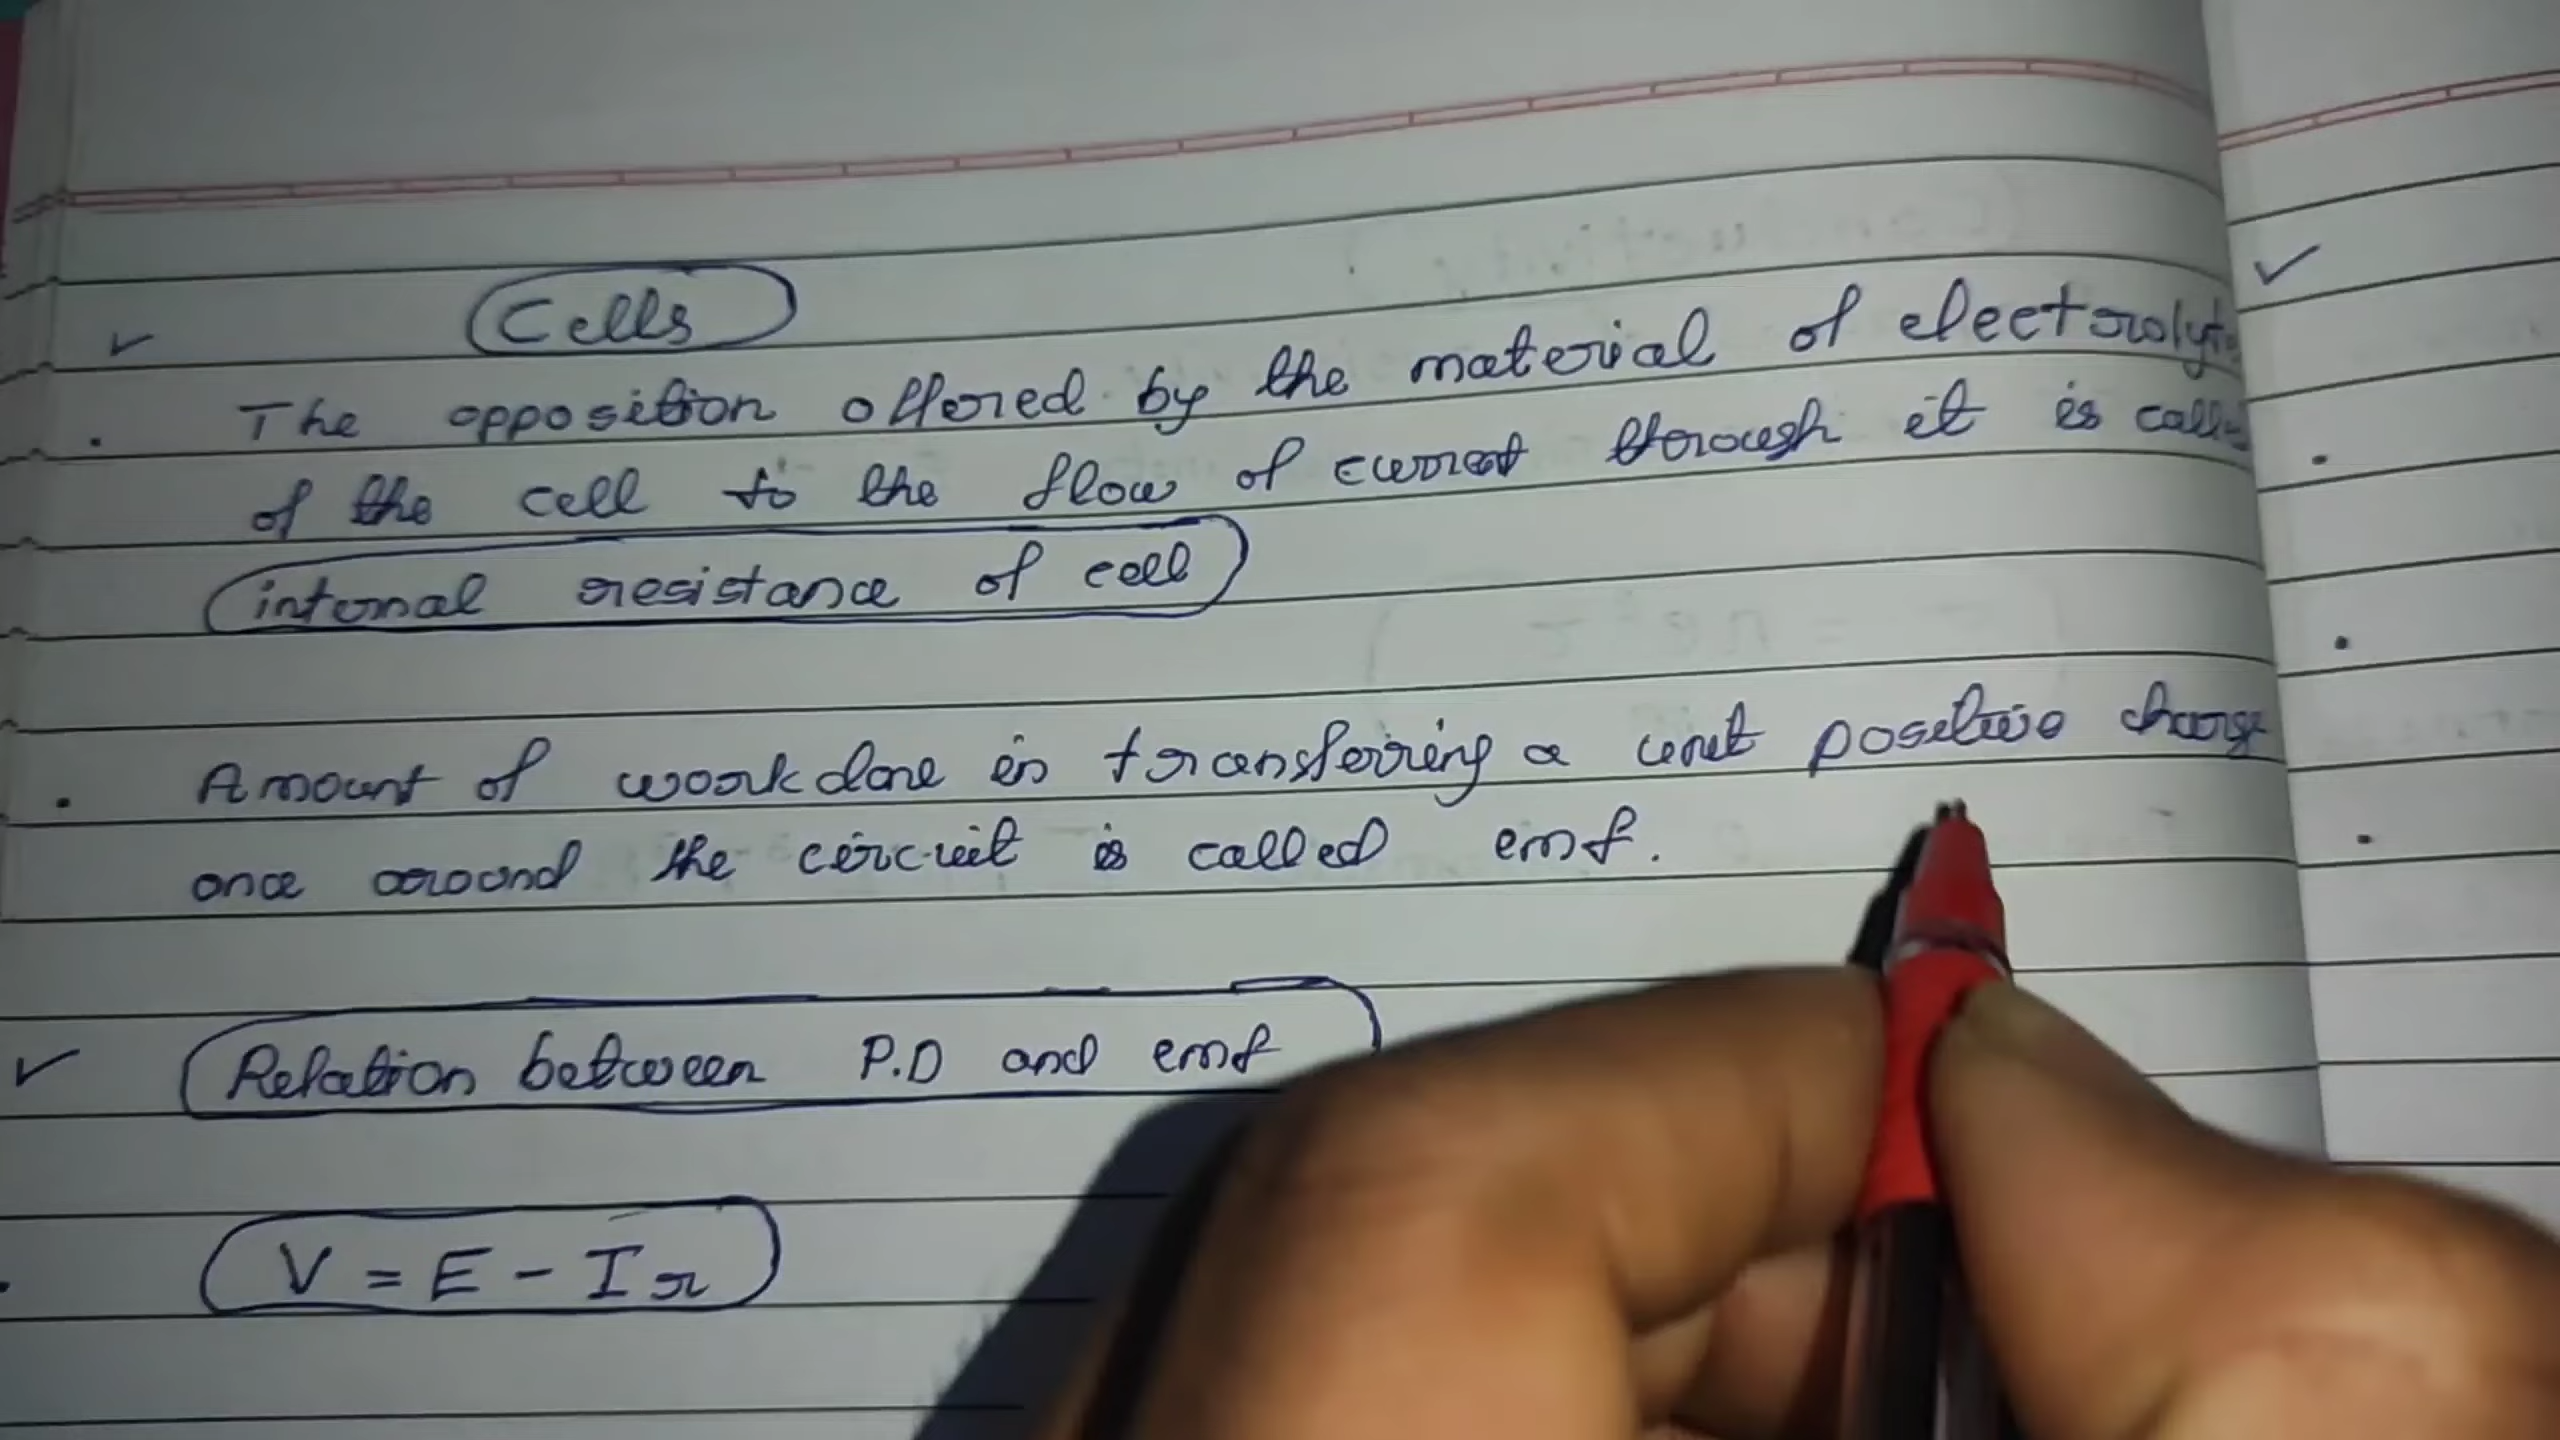 Cells
The opposition offered by the material of electrolyte
of the cell to the flow of current through it is called
internal resistance of cell
Amount of work done in transferring a unit positive charge
once around the circuit is called emf.
Relation between P.D and emf
V = E - Ir